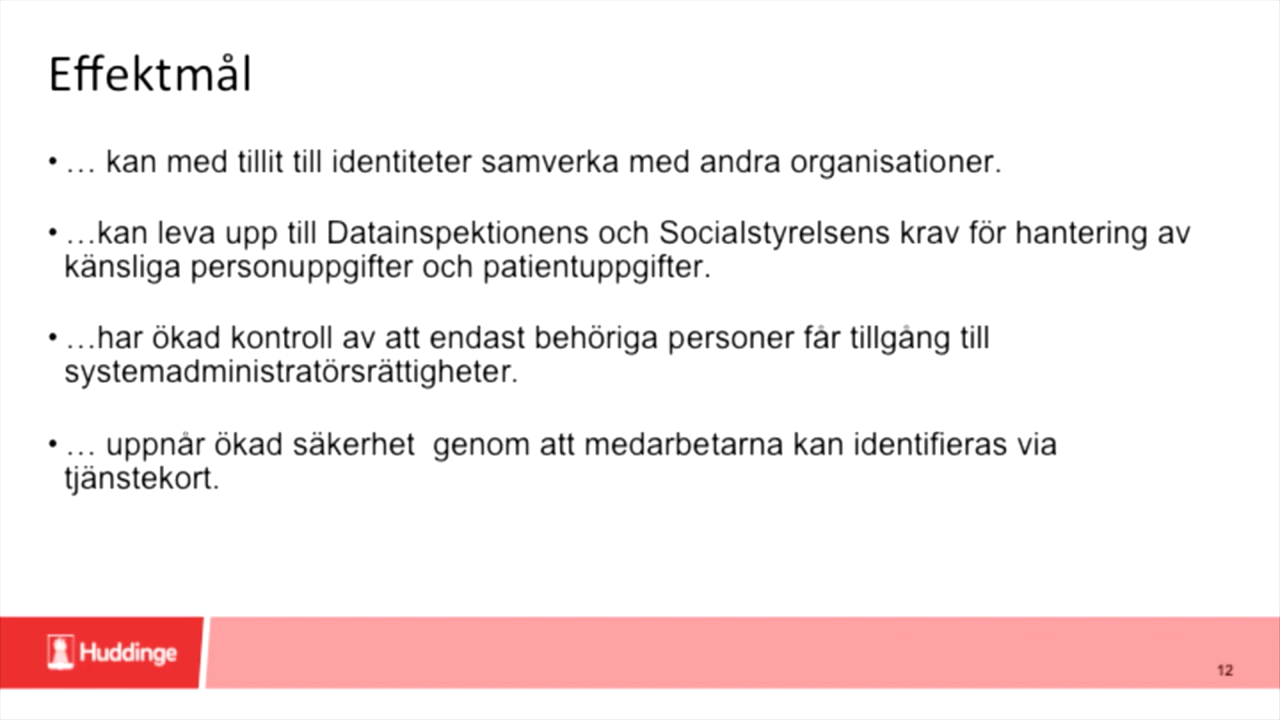 Effektmål
• … kan med tillit till identiteter samverka med andra organisationer.
• …kan leva upp till Datainspektionens och Socialstyrelsens krav för hantering av
känsliga personuppgifter och patientuppgifter.
• …har ökad kontroll av att endast behöriga personer får tillgång till
systemadministratörsrättigheter.
• … uppnår ökad säkerhet  genom att medarbetarna kan identifieras via
tjänstekort.
Huddinge
12